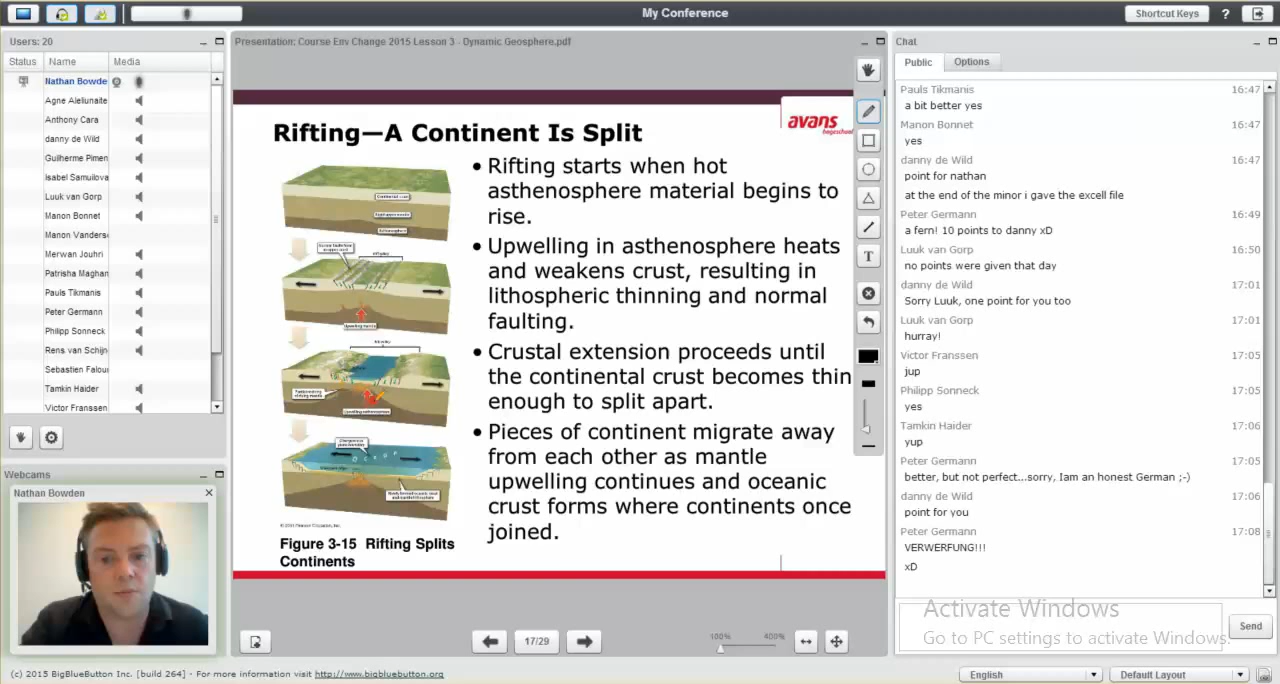 My Conference
Shortcut Keys
?
Users: 20
Status Name Media
Nathan Bowde
Agne Aleliunaite
Anthony Cara
danny de Wild
Guilherme Pimen
Isabel Samuilova
Luuk van Gorp
Manon Bonnet
Manon Vanderse
Merwan Jouhri
Patrisha Maghan
Pauls Tikmanis
Peter Germann
Philipp Sonneck
Rens van Schijn
Sebastien Falou
Tamkin Haider
Victor Franssen
Webcams
Nathan Bowden
Presentation: Course Env Change 2015 Lesson 3 - Dynamic Geosphere.pdf
avans
hogeschool
Rifting—A Continent Is Split
• Rifting starts when hot
asthenosphere material begins to
rise.
• Upwelling in asthenosphere heats
and weakens crust, resulting in
lithospheric thinning and normal
faulting.
• Crustal extension proceeds until
the continental crust becomes thin
enough to split apart.
• Pieces of continent migrate away
from each other as mantle
upwelling continues and oceanic
crust forms where continents once
joined.
Continental crust
Asthenosphere
Upwelling mantle
Figure 3-15 Rifting Splits
Continents
T
17/29
100% 400%
Chat
Public Options
Pauls Tikmanis 16:47
a bit better yes
Manon Bonnet 16:47
yes
danny de Wild 16:47
point for nathan
at the end of the minor i gave the excell file
Peter Germann 16:49
a fern! 10 points to danny xD
Luuk van Gorp 16:50
no points were given that day
danny de Wild 17:01
Sorry Luuk, one point for you too
Luuk van Gorp 17:01
hurray!
Victor Franssen 17:05
jup
Philipp Sonneck 17:05
yes
Tamkin Haider 17:06
yup
Peter Germann 17:05
better, but not perfect...sorry, Iam an honest German ;-)
danny de Wild 17:06
point for you
Peter Germann 17:08
VERWERFUNG!!!
xD
Activate Windows
Go to PC settings to activate Windows.
Send
(c) 2015 BigBlueButton Inc. [build 264] - For more information visit http://www.bigbluebutton.org
English
Default Layout